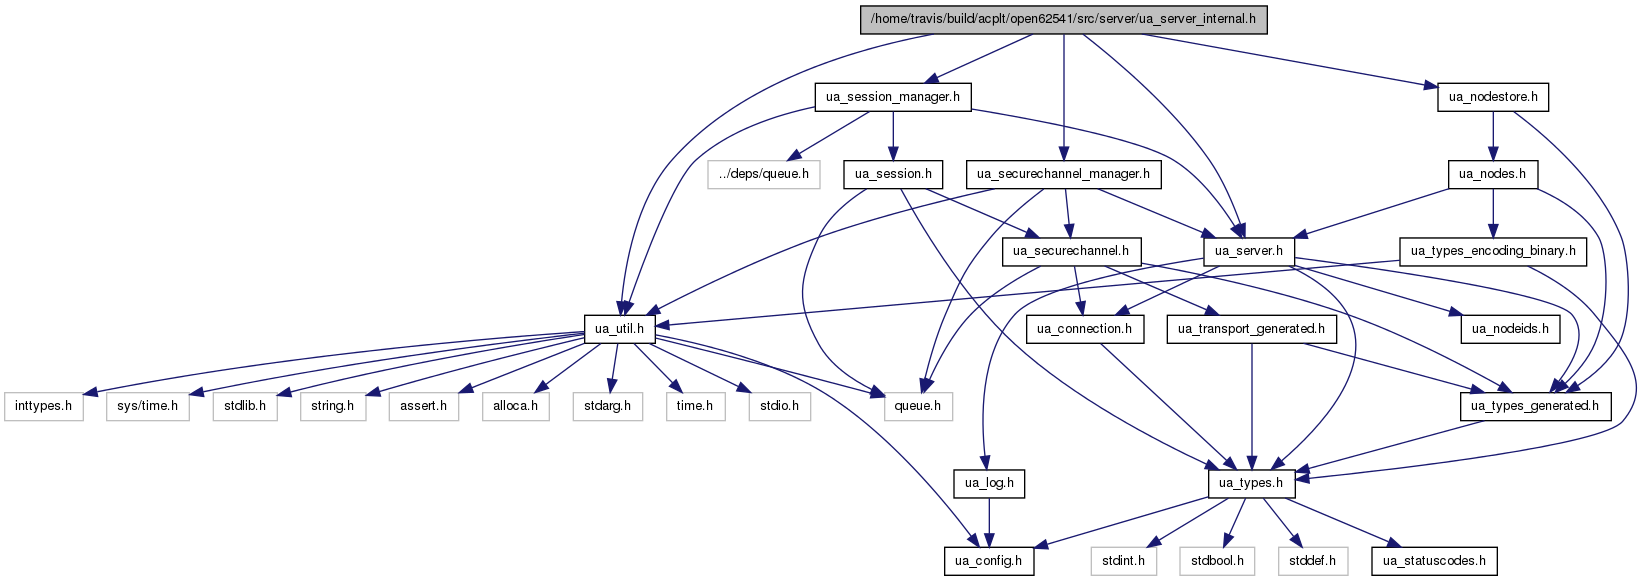 /home/travis/build/acplt/open62541/src/server/ua_server_internal.h
ua_session_manager.h
ua_nodestore.h
../deps/queue.h
ua_session.h
ua_securechannel_manager.h
ua_nodes.h
ua_securechannel.h
ua_server.h
ua_types_encoding_binary.h
ua_util.h
ua_connection.h
ua_transport_generated.h
ua_nodeids.h
inttypes.h
sys/time.h
stdlib.h
string.h
assert.h
alloca.h
stdarg.h
time.h
stdio.h
queue.h
ua_types_generated.h
ua_log.h
ua_types.h
ua_config.h
stdint.h
stdbool.h
stddef.h
ua_statuscodes.h